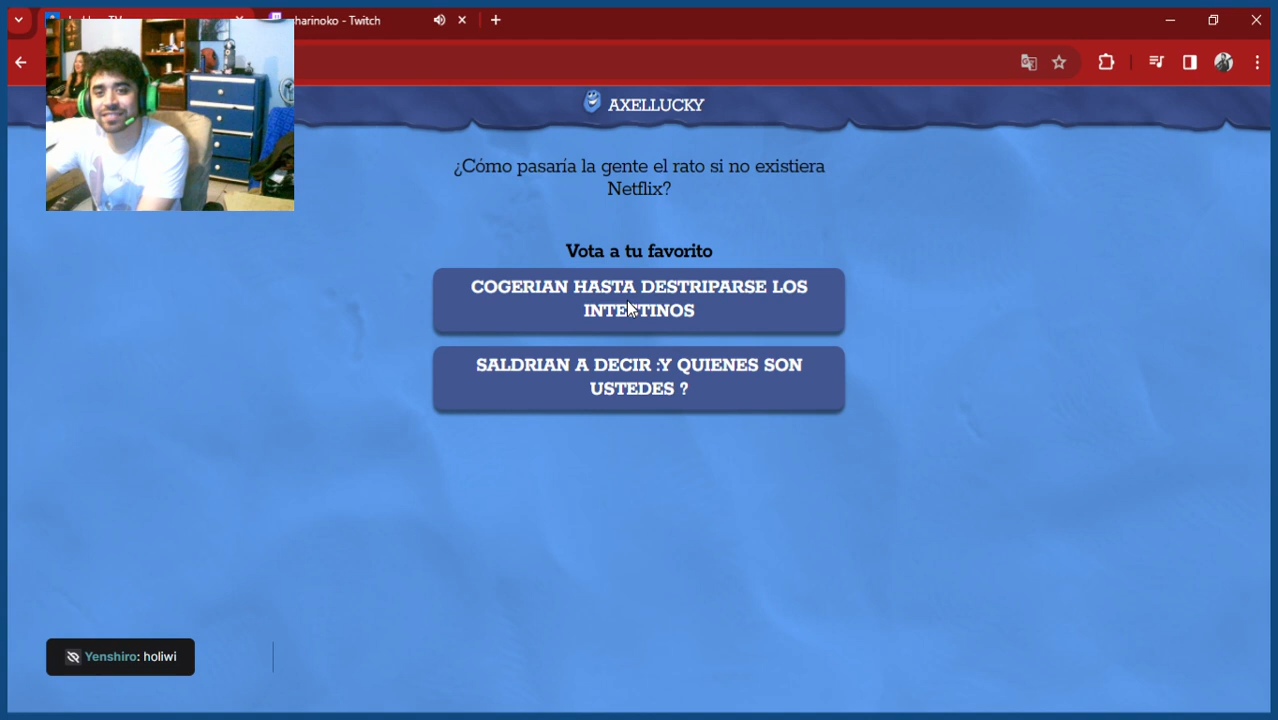 harinoko - Twitch
AXELLUCKY
¿Cómo pasaría la gente el rato si no existiera
Netflix?
Vota a tu favorito
COGERIAN HASTA DESTRIPARSE LOS
INTESTINOS
SALDRIAN A DECIR :Y QUIENES SON
USTEDES ?
Yenshiro: holiwi